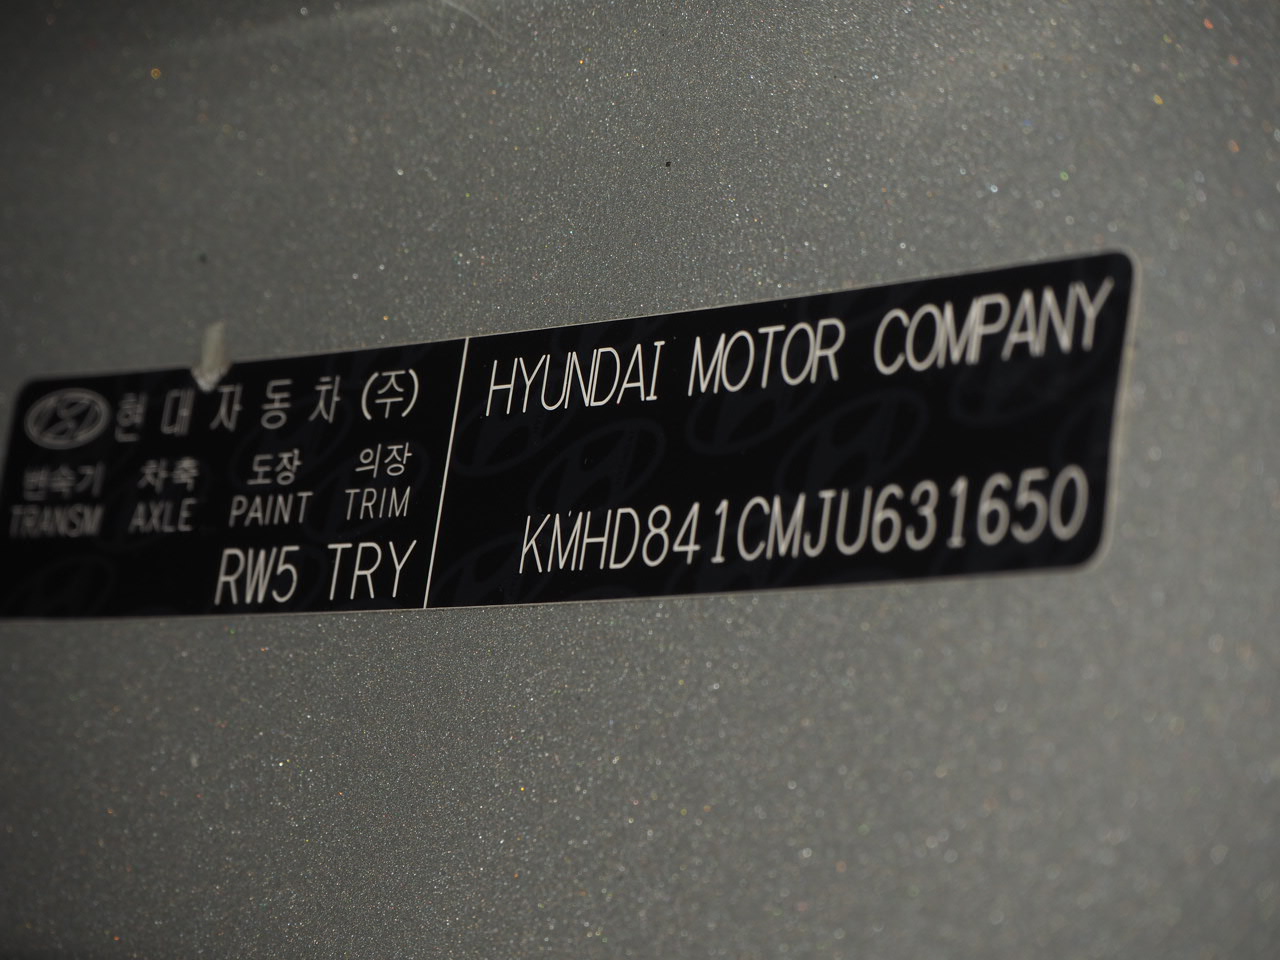 현대자동차(주)
변속기 차축 도장 의장
TRANSM AXLE PAINT TRIM
RW5 TRY
HYUNDAI MOTOR COMPANY
KMHD841CMJU631650